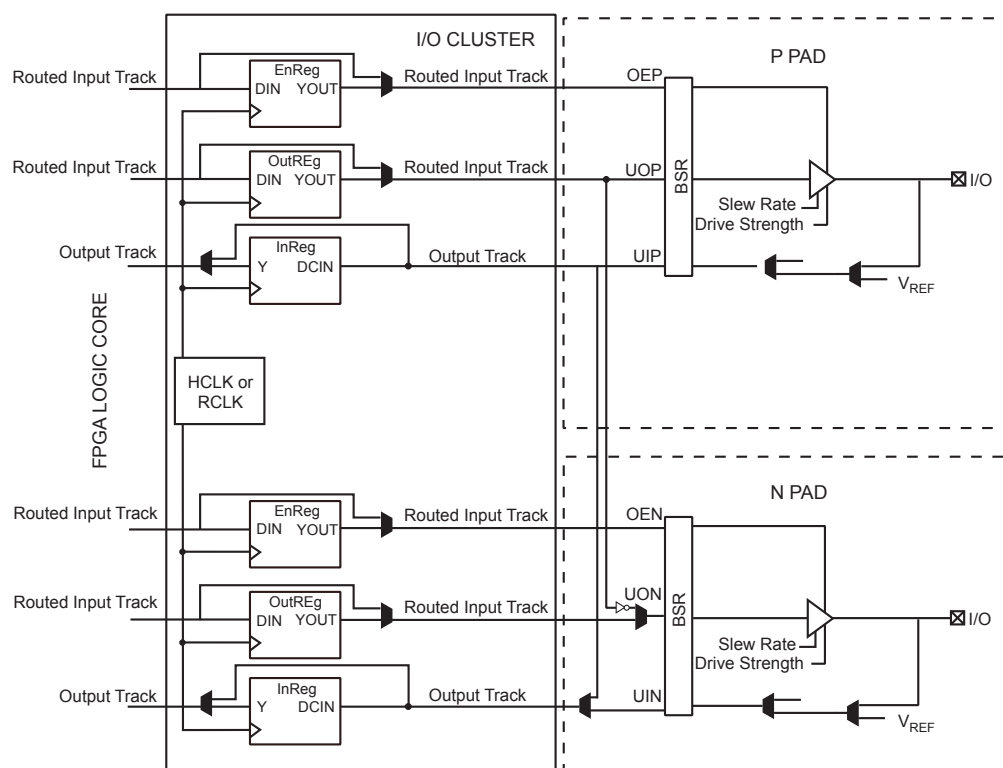 I/O CLUSTER
P PAD
Routed Input Track
EnReg
DIN YOUT
Routed Input Track
OEP
Routed Input Track
OutREg
DIN YOUT
Routed Input Track
UOP
BSR
I/O
Slew Rate
Drive Strength
Output Track
InReg
Y DCIN
Output Track
UIP
VREF
FPGA LOGIC CORE
HCLK or
RCLK
N PAD
Routed Input Track
EnReg
DIN YOUT
Routed Input Track
OEN
Routed Input Track
OutREg
DIN YOUT
Routed Input Track
UON
BSR
I/O
Slew Rate
Drive Strength
Output Track
InReg
Y DCIN
Output Track
UIN
VREF